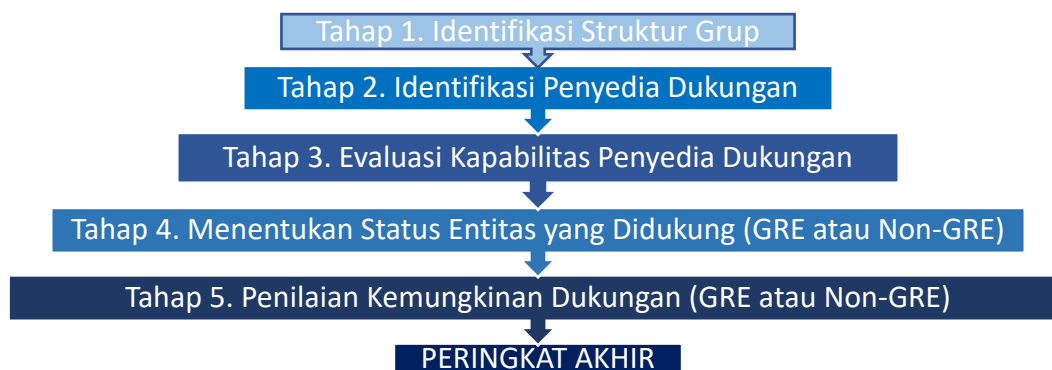 Tahap 1. Identifikasi Struktur Grup
Tahap 2. Identifikasi Penyedia Dukungan
Tahap 3. Evaluasi Kapabilitas Penyedia Dukungan
Tahap 4. Menentukan Status Entitas yang Didukung (GRE atau Non-GRE)
Tahap 5. Penilaian Kemungkinan Dukungan (GRE atau Non-GRE)
PERINGKAT AKHIR